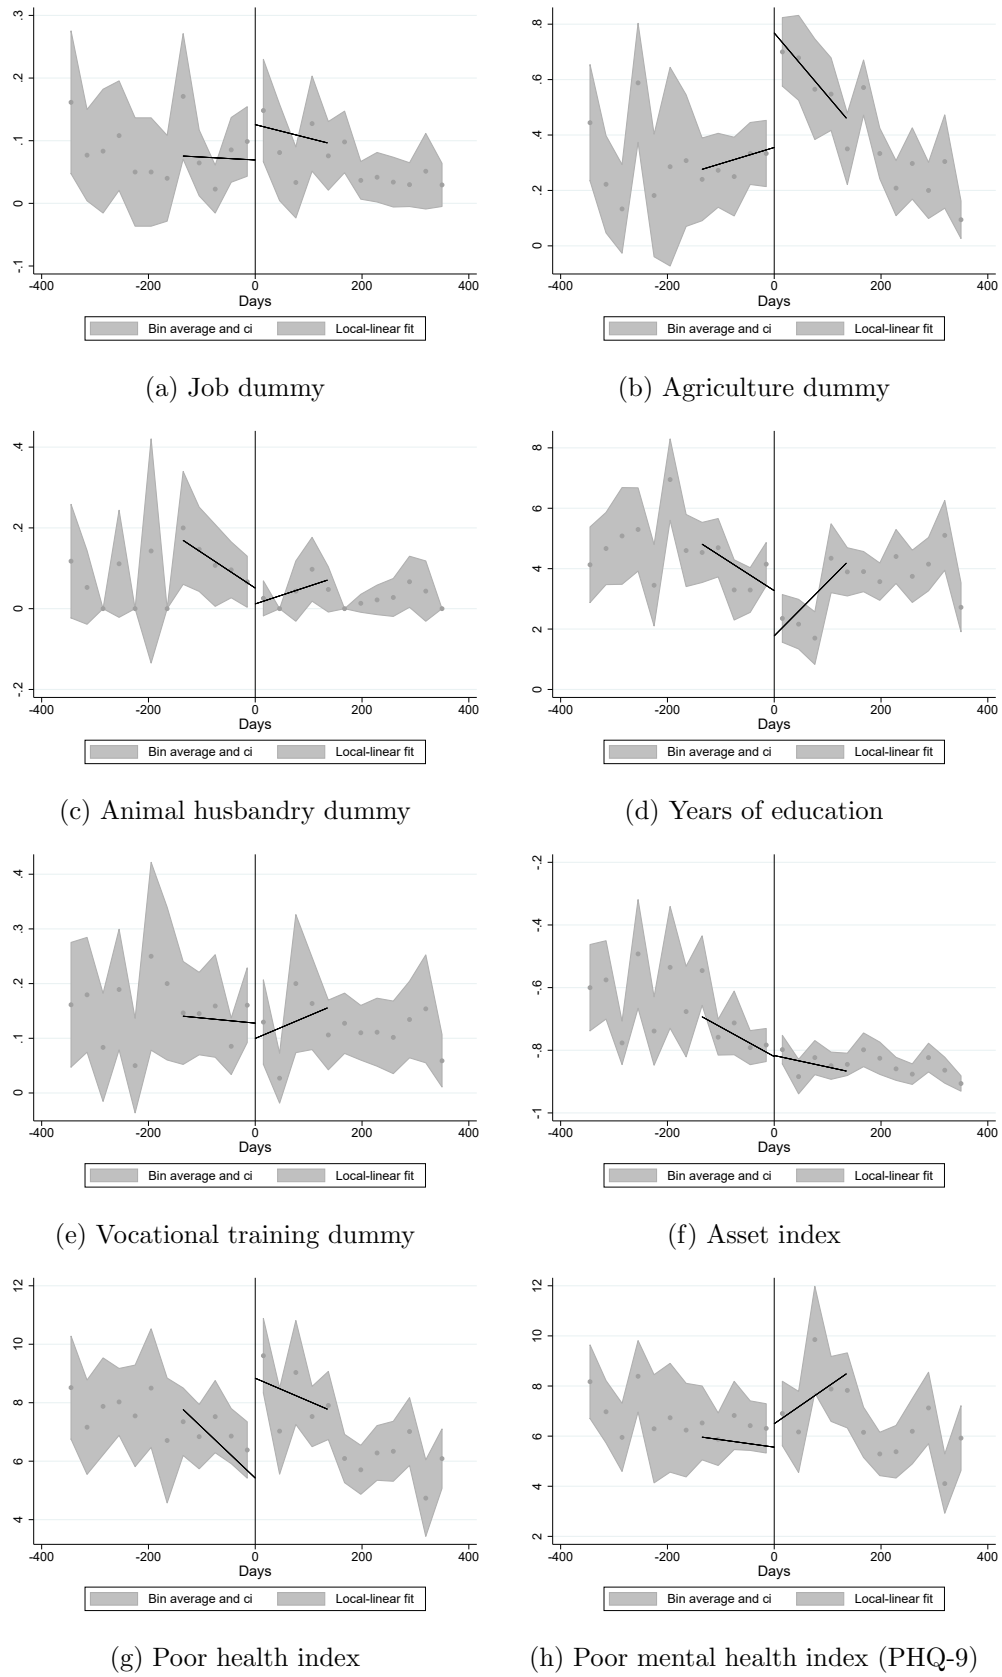 .3
.2
.1
0
-.1
-400 -200 0 200 400
Days
Bin average and ci Local-linear fit
(a) Job dummy
.8
.6
.4
.2
0
-400 -200 0 200 400
Days
Bin average and ci Local-linear fit
(b) Agriculture dummy
.4
.2
0
-.2
-400 -200 0 200 400
Days
Bin average and ci Local-linear fit
(c) Animal husbandry dummy
8
6
4
2
0
-400 -200 0 200 400
Days
Bin average and ci Local-linear fit
(d) Years of education
.4
.3
.2
.1
0
-400 -200 0 200 400
Days
Bin average and ci Local-linear fit
(e) Vocational training dummy
-.2
-.4
-.6
-.8
-1
-400 -200 0 200 400
Days
Bin average and ci Local-linear fit
(f) Asset index
12
10
8
6
4
-400 -200 0 200 400
Days
Bin average and ci Local-linear fit
(g) Poor health index
12
10
8
6
4
2
-400 -200 0 200 400
Days
Bin average and ci Local-linear fit
(h) Poor mental health index (PHQ-9)